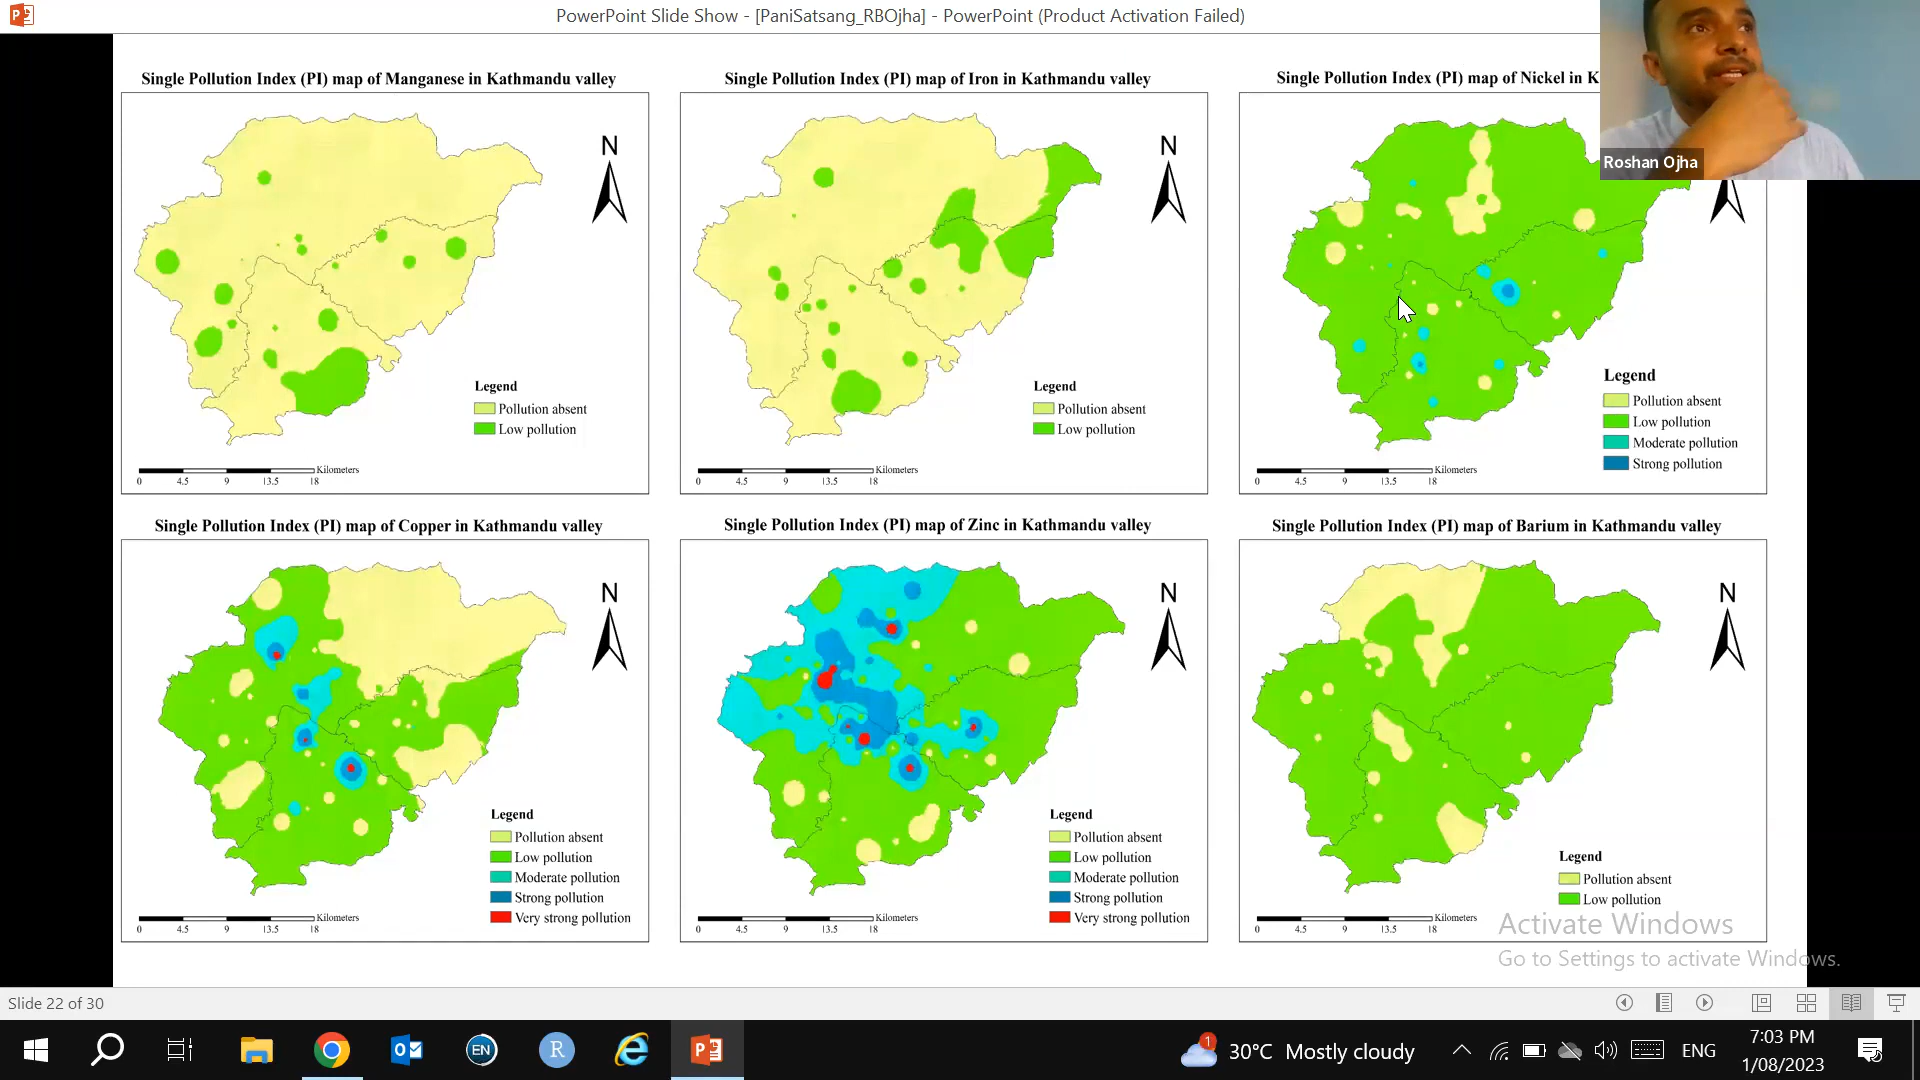 PowerPoint Slide Show - [PaniSatsang_RBOjha] - PowerPoint (Product Activation Failed)
Single Pollution Index (PI) map of Manganese in Kathmandu valley
N
Legend
Pollution absent
Low pollution
Kilometers
0 4.5 9 13.5 18
Single Pollution Index (PI) map of Iron in Kathmandu valley
N
Legend
Pollution absent
Low pollution
Kilometers
0 4.5 9 13.5 18
Single Pollution Index (PI) map of Nickel in K
Roshan Ojha
Legend
Pollution absent
Low pollution
Moderate pollution
Strong pollution
Kilometers
0 4.5 9 13.5 18
Single Pollution Index (PI) map of Copper in Kathmandu valley
N
Legend
Pollution absent
Low pollution
Moderate pollution
Strong pollution
Very strong pollution
Kilometers
0 4.5 9 13.5 18
Single Pollution Index (PI) map of Zinc in Kathmandu valley
N
Legend
Pollution absent
Low pollution
Moderate pollution
Strong pollution
Very strong pollution
Kilometers
0 4.5 9 13.5 18
Single Pollution Index (PI) map of Barium in Kathmandu valley
N
Legend
Pollution absent
Low pollution
Kilometers
0 4.5 9 13.5 18
Activate Windows
Go to Settings to activate Windows.
Slide 22 of 30
EN
R
1
30°C Mostly cloudy
ENG
7:03 PM
1/08/2023